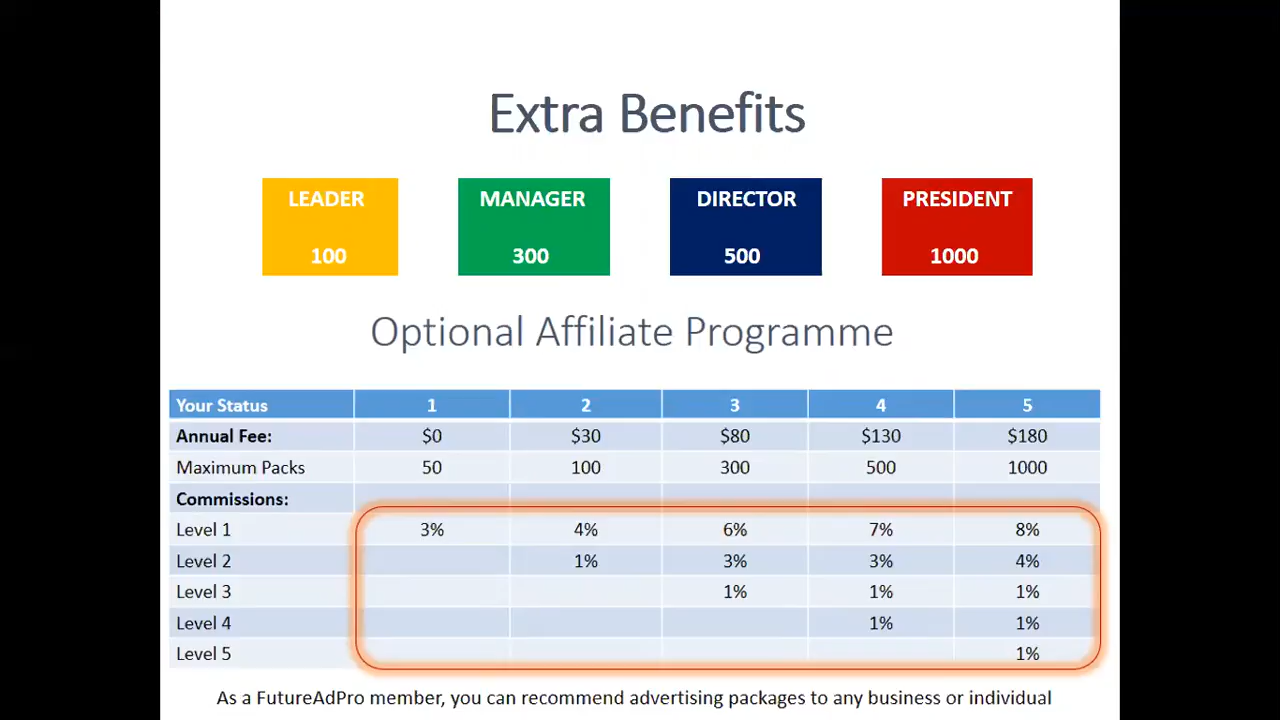 Extra Benefits
LEADER MANAGER DIRECTOR PRESIDENT
100 300 500 1000
Optional Affiliate Programme
Your Status 1 2 3 4 5
Annual Fee: $0 $30 $80 $130 $180
Maximum Packs 50 100 300 500 1000
Commissions:
Level 1 3% 4% 6% 7% 8%
Level 2 1% 3% 3% 4%
Level 3 1% 1% 1%
Level 4 1% 1%
Level 5 1%
As a FutureAdPro member, you can recommend advertising packages to any business or individual